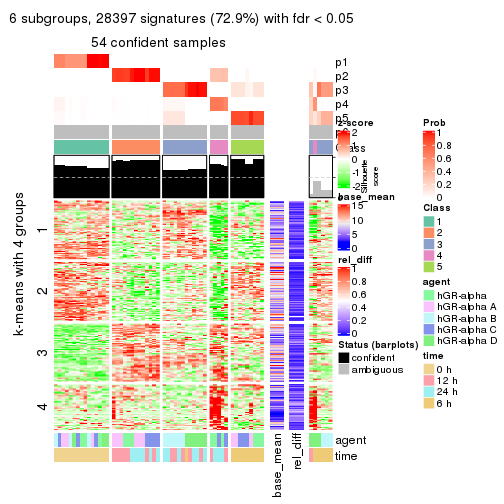 6 subgroups, 28397 signatures (72.9%) with fdr < 0.05
54 confident samples
p1
p2
p3
p4
p5
z-score
2
1
0
-1
-2
Silhouette
score
base_mean
15
10
5
0
rel_diff
1
0.8
0.6
0.4
0.2
0
Status (barplots)
confident
ambiguous
Prob
1
0.8
0.6
0.4
0.2
0
Class
1
2
3
4
5
agent
hGR-alpha
hGR-alpha A
hGR-alpha B
hGR-alpha C
hGR-alpha D
time
0 h
12 h
24 h
6 h
k-means with 4 groups
1
2
3
4
agent
time
base_mean
rel_diff